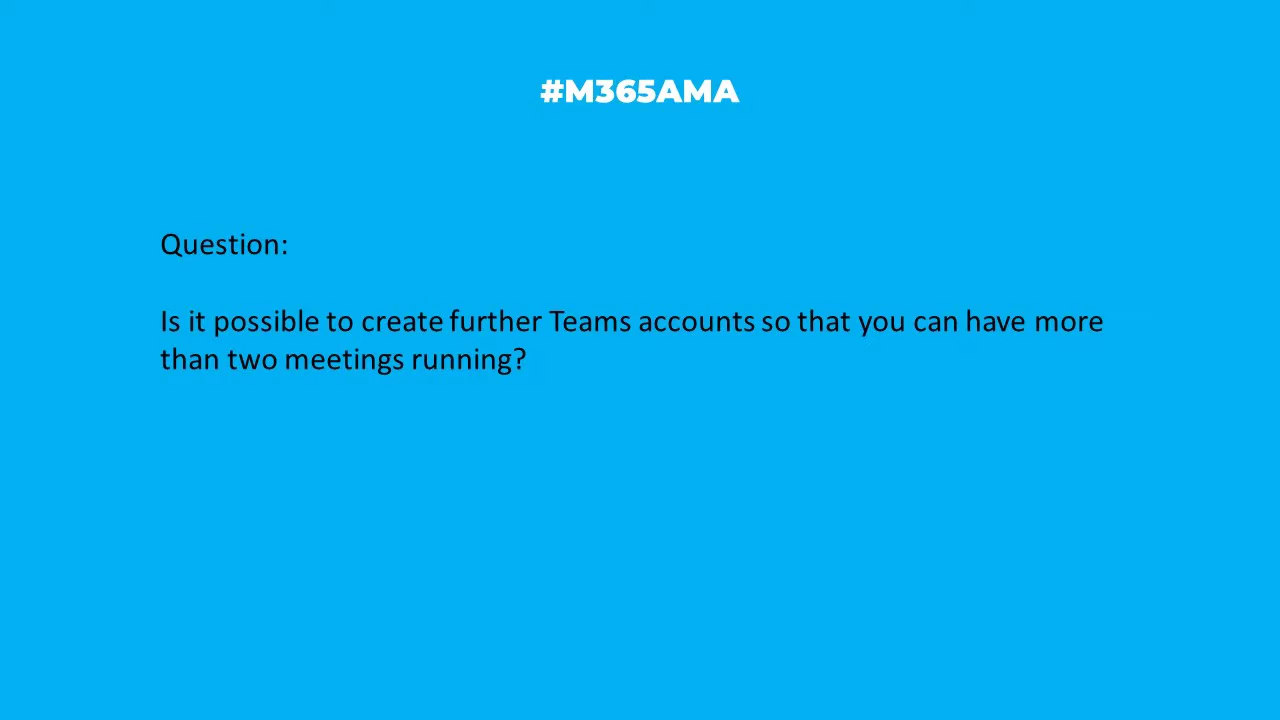 #M365AMA
Question:
Is it possible to create further Teams accounts so that you can have more
than two meetings running?